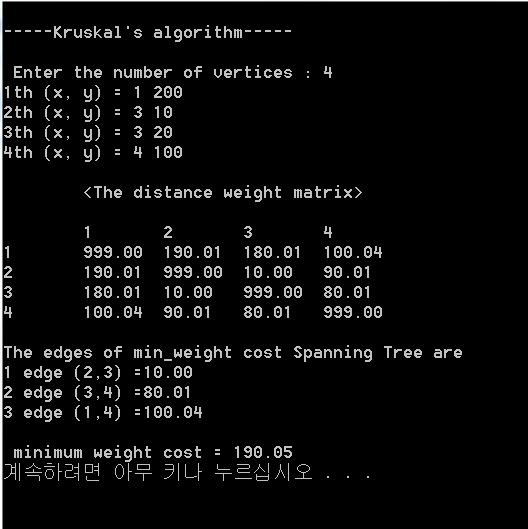 -----Kruskal's algorithm-----
Enter the number of vertices : 4
1th (x, y) = 1 200
2th (x, y) = 3 10
3th (x, y) = 3 20
4th (x, y) = 4 100
<The distance weight matrix>
1 2 3 4
1 999.00 190.01 180.01 100.04
2 190.01 999.00 10.00 90.01
3 180.01 10.00 999.00 80.01
4 100.04 90.01 80.01 999.00
The edges of min_weight cost Spanning Tree are
1 edge (2,3) =10.00
2 edge (3,4) =80.01
3 edge (1,4) =100.04
minimum weight cost = 190.05
계속하려면 아무 키나 누르십시오 . . .